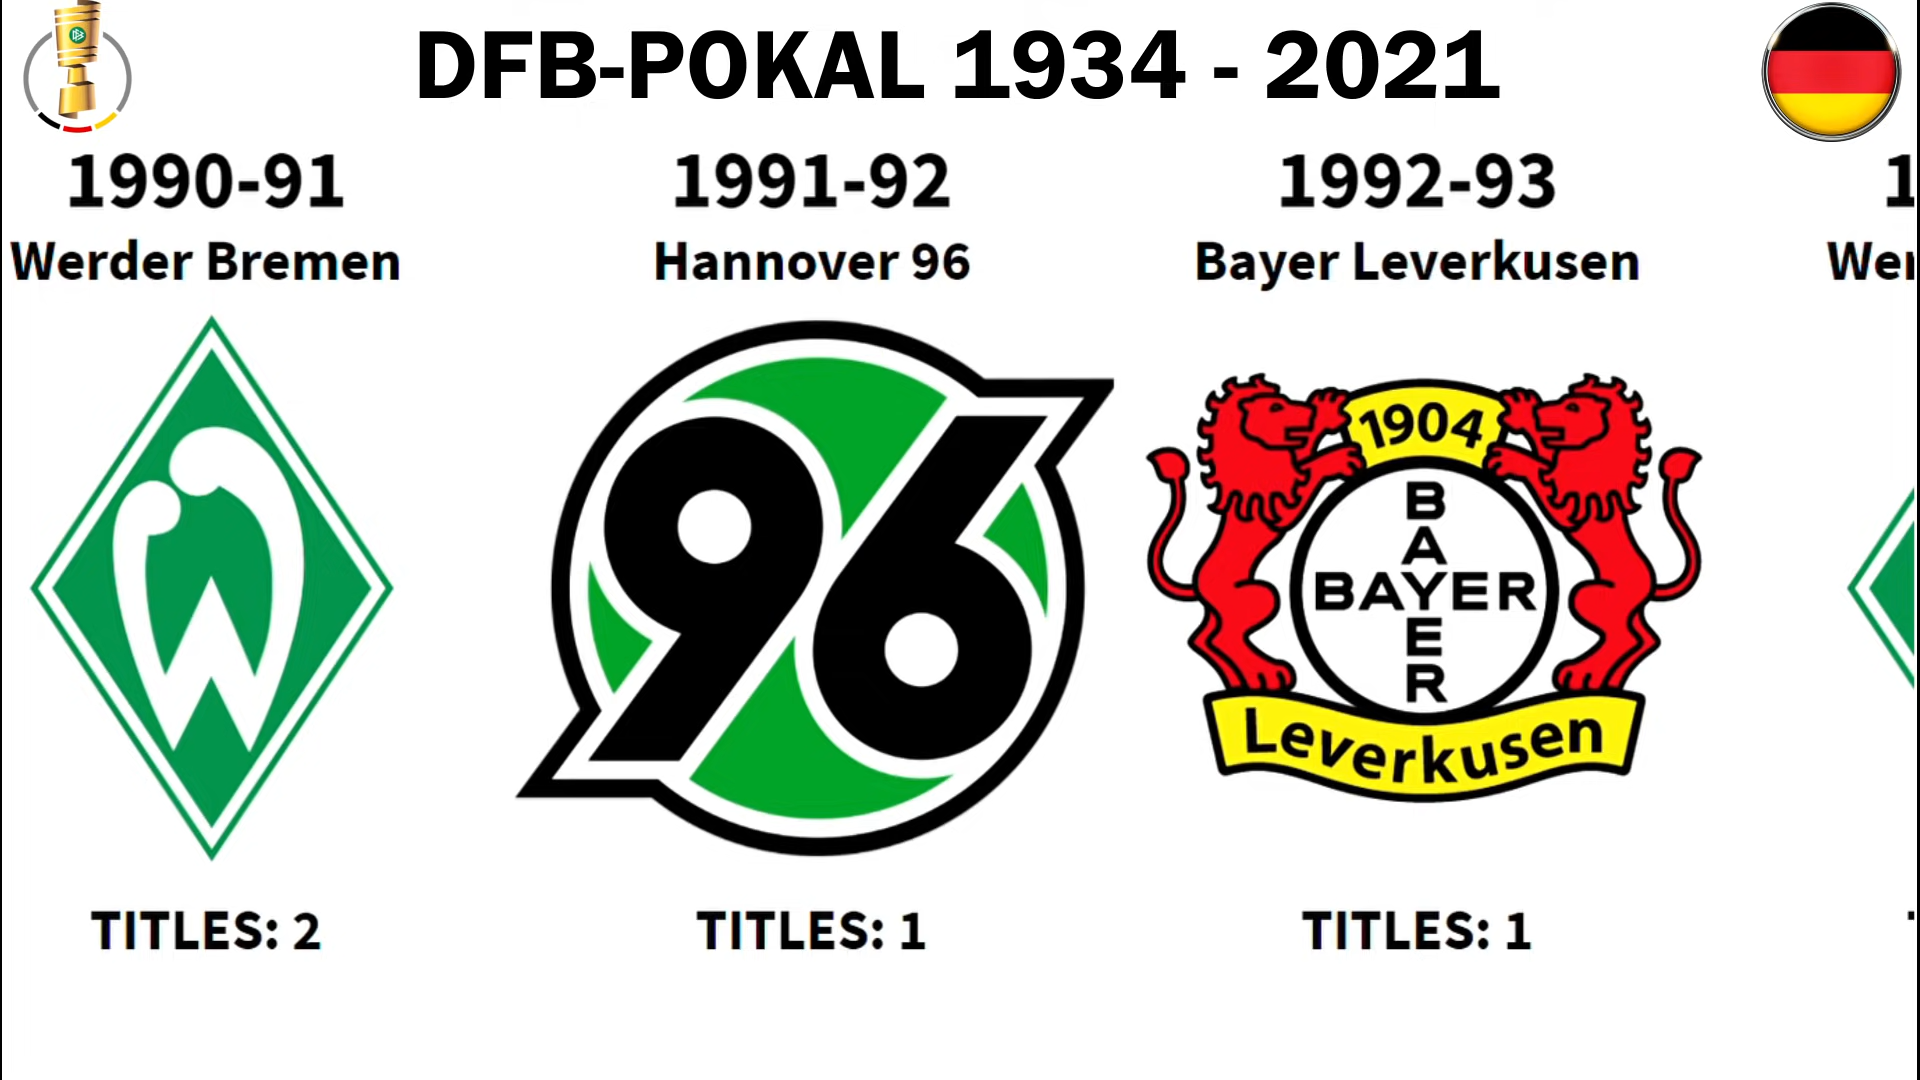 DFB-POKAL 1934 - 2021
1990-91
Werder Bremen
TITLES: 2
1991-92
Hannover 96
96
TITLES: 1
1992-93
Bayer Leverkusen
1904
BAYER
BAYER
Leverkusen
TITLES: 1